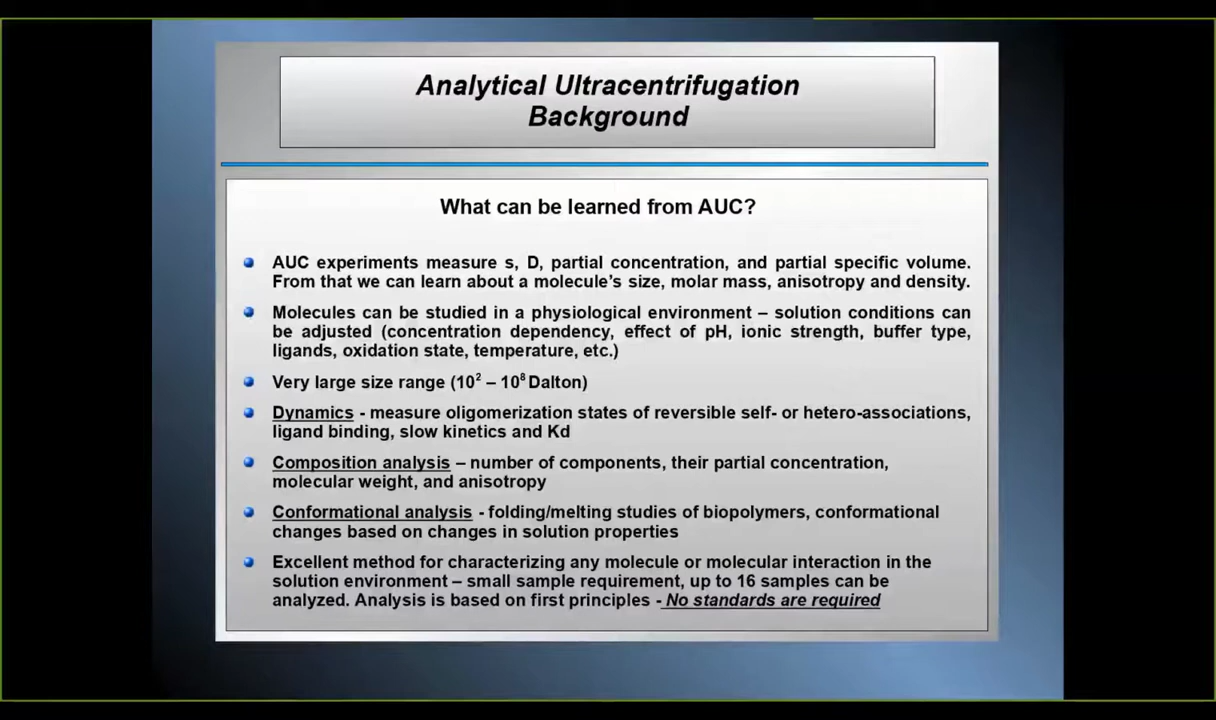 Analytical Ultracentrifugation
Background
What can be learned from AUC?
AUC experiments measure s, D, partial concentration, and partial specific volume.
From that we can learn about a molecule's size, molar mass, anisotropy and density.
Molecules can be studied in a physiological environment – solution conditions can
be adjusted (concentration dependency, effect of pH, ionic strength, buffer type,
ligands, oxidation state, temperature, etc.)
Very large size range (10² – 10⁸ Dalton)
Dynamics - measure oligomerization states of reversible self- or hetero-associations,
ligand binding, slow kinetics and Kd
Composition analysis – number of components, their partial concentration,
molecular weight, and anisotropy
Conformational analysis - folding/melting studies of biopolymers, conformational
changes based on changes in solution properties
Excellent method for characterizing any molecule or molecular interaction in the
solution environment – small sample requirement, up to 16 samples can be
analyzed. Analysis is based on first principles - No standards are required